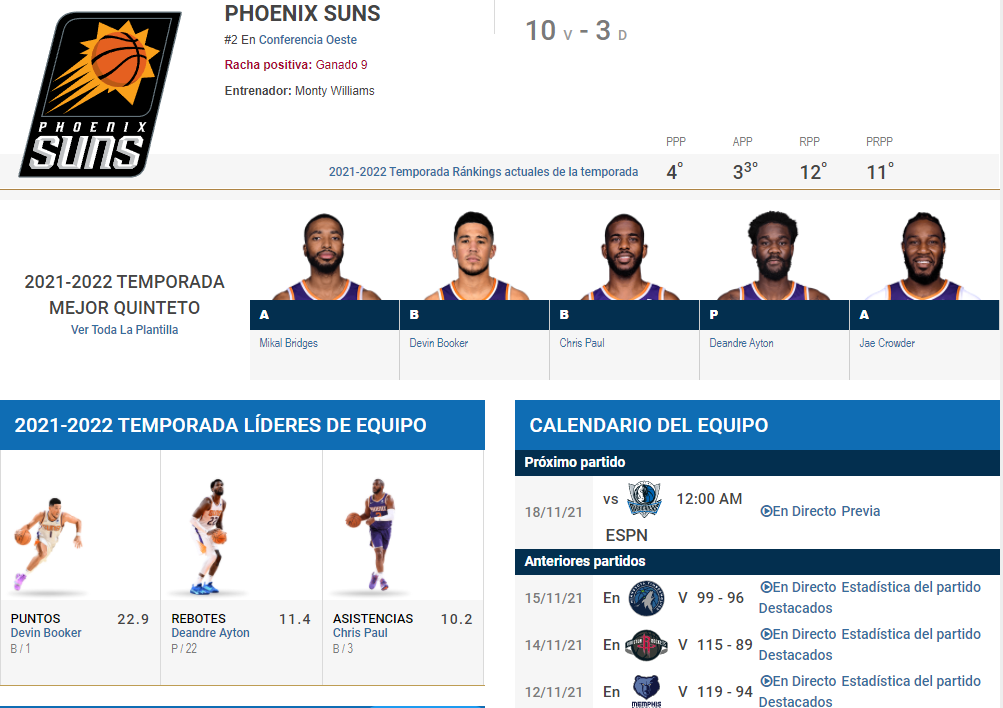 PHOENIX SUNS
#2 En Conferencia Oeste
Racha positiva: Ganado 9
Entrenador: Monty Williams
10 V - 3 D
PHOENIX
SUNS
PPP APP RPP PRPP
2021-2022 Temporada Ránkings actuales de la temporada 4° 33° 12° 11°
2021-2022 TEMPORADA
MEJOR QUINTETO
Ver Toda La Plantilla
A B B P A
Mikal Bridges Devin Booker Chris Paul Deandre Ayton Jae Crowder
2021-2022 TEMPORADA LÍDERES DE EQUIPO
PUNTOS 22.9
Devin Booker
B / 1
REBOTES 11.4
Deandre Ayton
P / 22
ASISTENCIAS 10.2
Chris Paul
B / 3
CALENDARIO DEL EQUIPO
Próximo partido
18/11/21 vs 12:00 AM En Directo Previa
ESPN
Anteriores partidos
15/11/21 En V 99 - 96 En Directo Estadística del partido
Destacados
14/11/21 En V 115 - 89 En Directo Estadística del partido
Destacados
12/11/21 En V 119 - 94 En Directo Estadística del partido
MEMPHIS Destacados